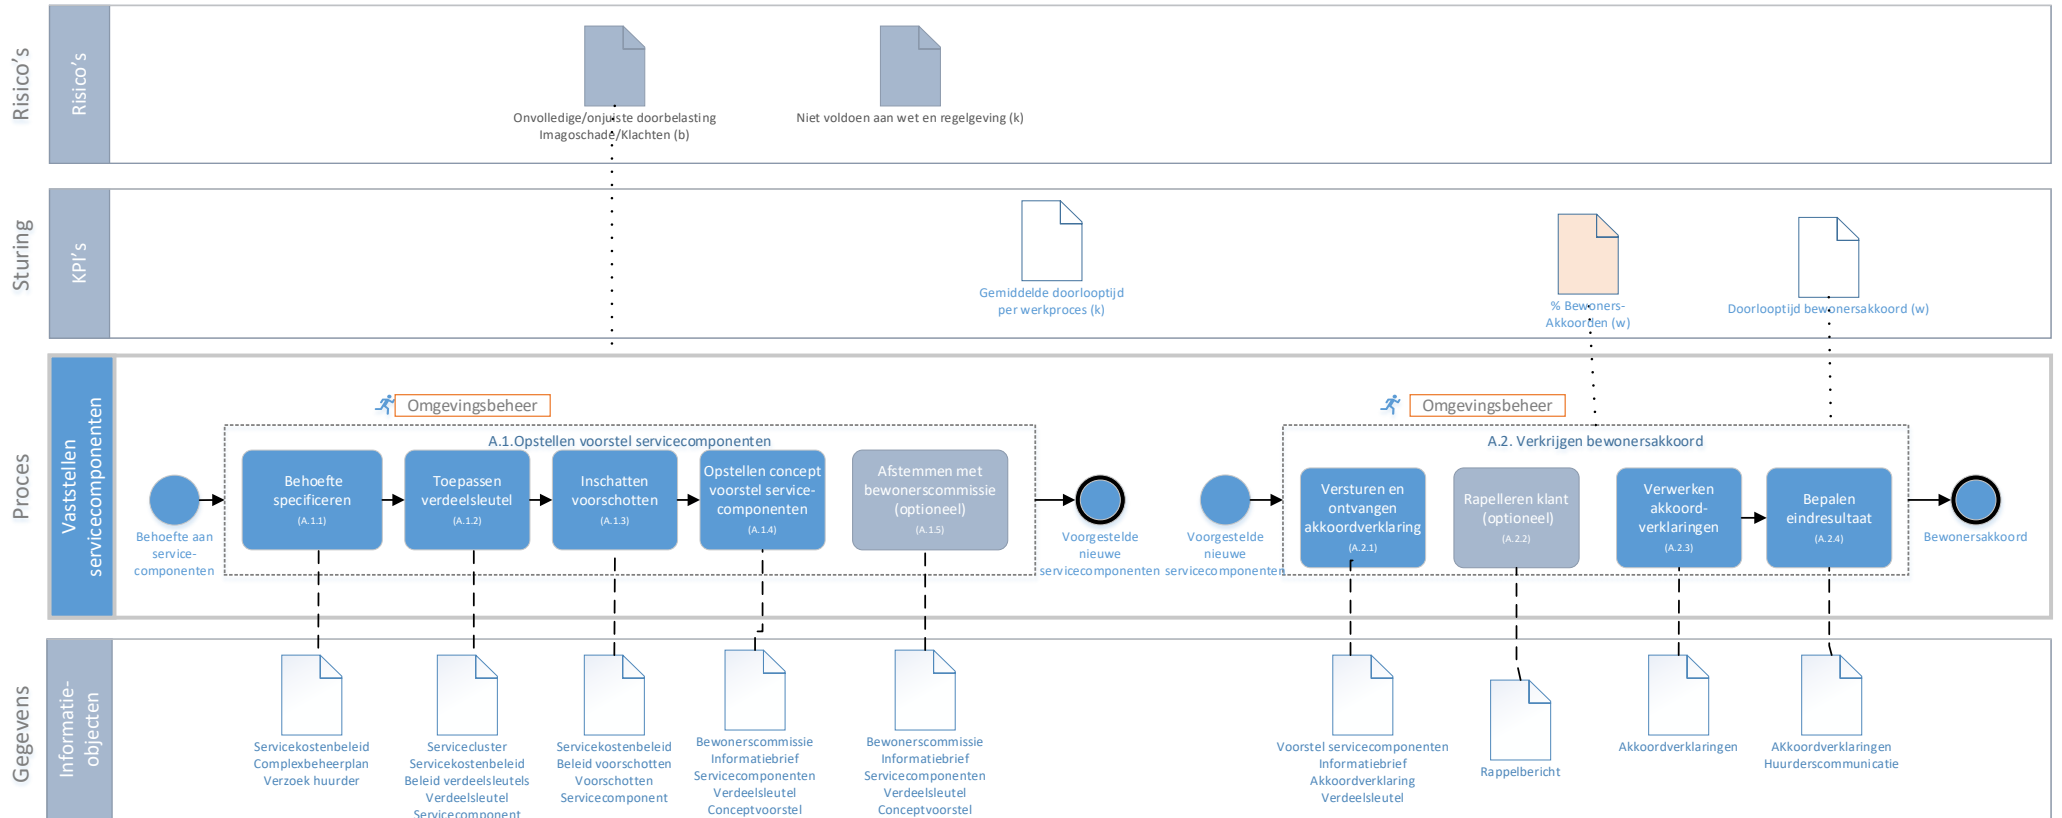 Risico's
Risico's
Onvolledige/onjuiste doorbelasting
Imagoschade/Klachten (b)
Niet voldoen aan wet en regelgeving (k)
Sturing
KPI's
Gemiddelde doorlooptijd
per werkproces (k)
% Bewoners-
Akkoorden (w)
Doorlooptijd bewonersakkoord (w)
Proces
Vaststellen
servicecomponenten
Omgevingsbeheer
A.1.Opstellen voorstel servicecomponenten
Behoefte aan
service-
componenten
Behoefte
specificeren
(A.1.1)
Toepassen
verdeelsleutel
(A.1.2)
Inschatten
voorschotten
(A.1.3)
Opstellen concept
voorstel service-
componenten
(A.1.4)
Afstemmen met
bewonerscommissie
(optioneel)
(A.1.5)
Voorgestelde
nieuwe
servicecomponenten
Voorgestelde
nieuwe
servicecomponenten
Omgevingsbeheer
A.2. Verkrijgen bewonersakkoord
Versturen en
ontvangen
akkoordverklaring
(A.2.1)
Rapelleren klant
(optioneel)
(A.2.2)
Verwerken
akkoord-
verklaringen
(A.2.3)
Bepalen
eindresultaat
(A.2.4)
Bewonersakkoord
Gegevens
Informatie-
objecten
Servicekostenbeleid
Complexbeheerplan
Verzoek huurder
Servicecluster
Servicekostenbeleid
Beleid verdeelsleutels
Verdeelsleutel
Servicecomponent
Servicekostenbeleid
Beleid voorschotten
Voorschotten
Servicecomponent
Bewonerscommissie
Informatiebrief
Servicecomponenten
Verdeelsleutel
Conceptvoorstel
Bewonerscommissie
Informatiebrief
Servicecomponenten
Verdeelsleutel
Conceptvoorstel
Voorstel servicecomponenten
Informatiebrief
Akkoordverklaring
Verdeelsleutel
Rappelbericht
Akkoordverklaringen
AKkoordverklaringen
Huurderscommunicatie